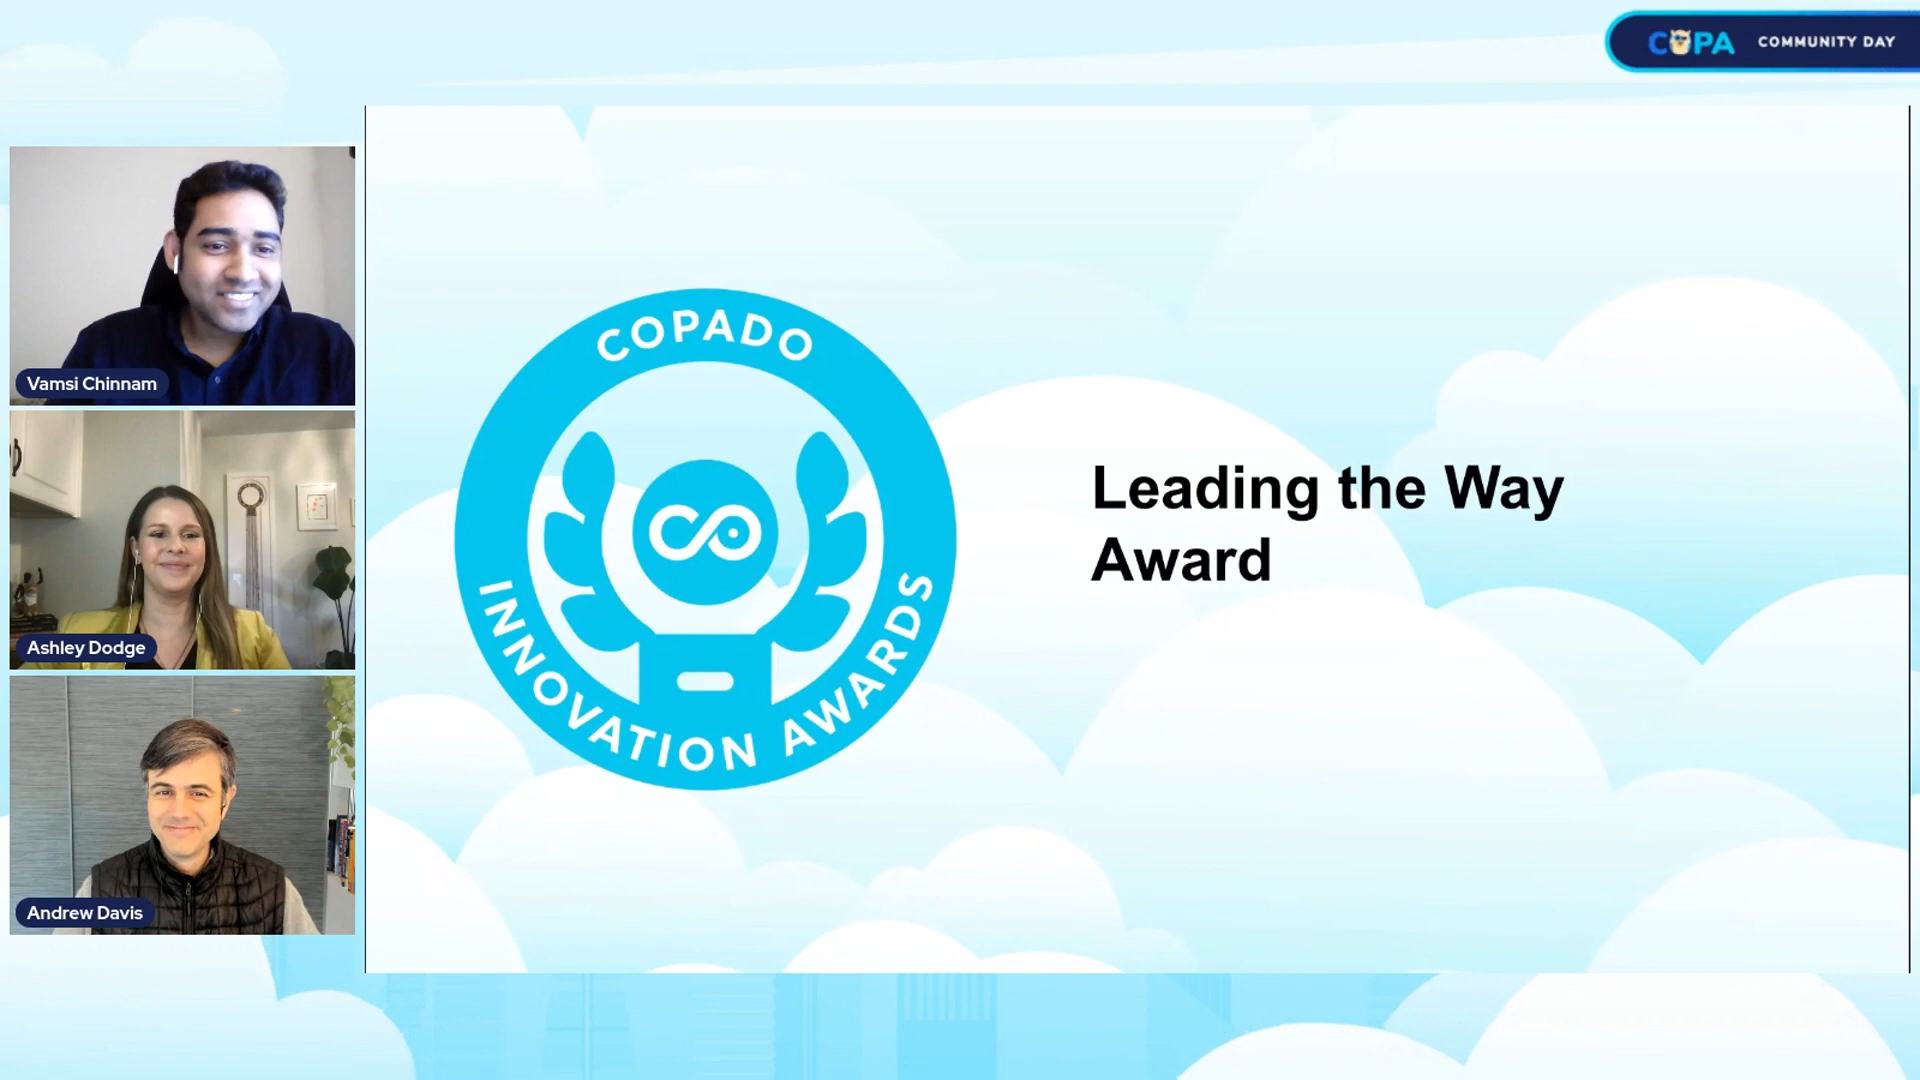 COPA COMMUNITY DAY
Vamsi Chinnam
Ashley Dodge
Andrew Davis
COPADO
INNOVATION AWARDS
Leading the Way
Award